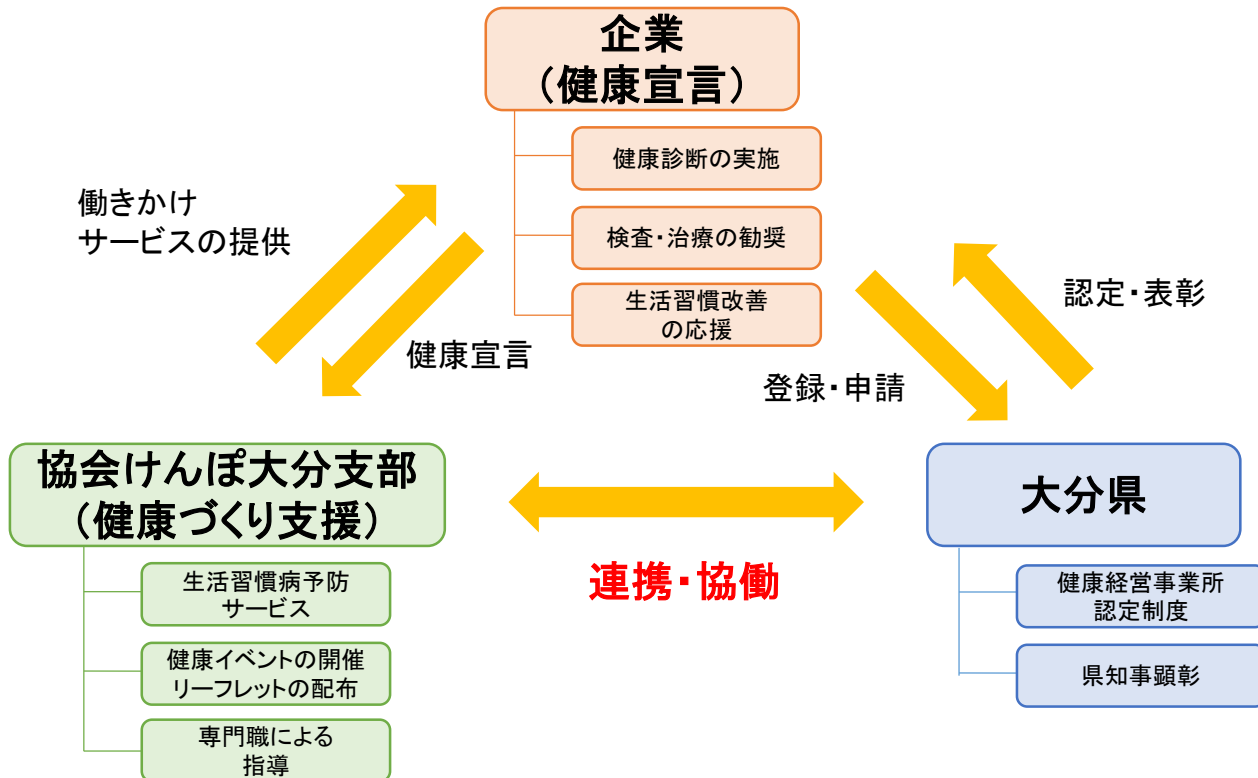 企業
（健康宣言）
健康診断の実施
検査・治療の勧奨
生活習慣改善
の応援
働きかけ
サービスの提供
健康宣言
認定・表彰
登録・申請
協会けんぽ大分支部
（健康づくり支援）
生活習慣病予防
サービス
健康イベントの開催
リーフレットの配布
専門職による
指導
連携・協働
大分県
健康経営事業所
認定制度
県知事顕彰